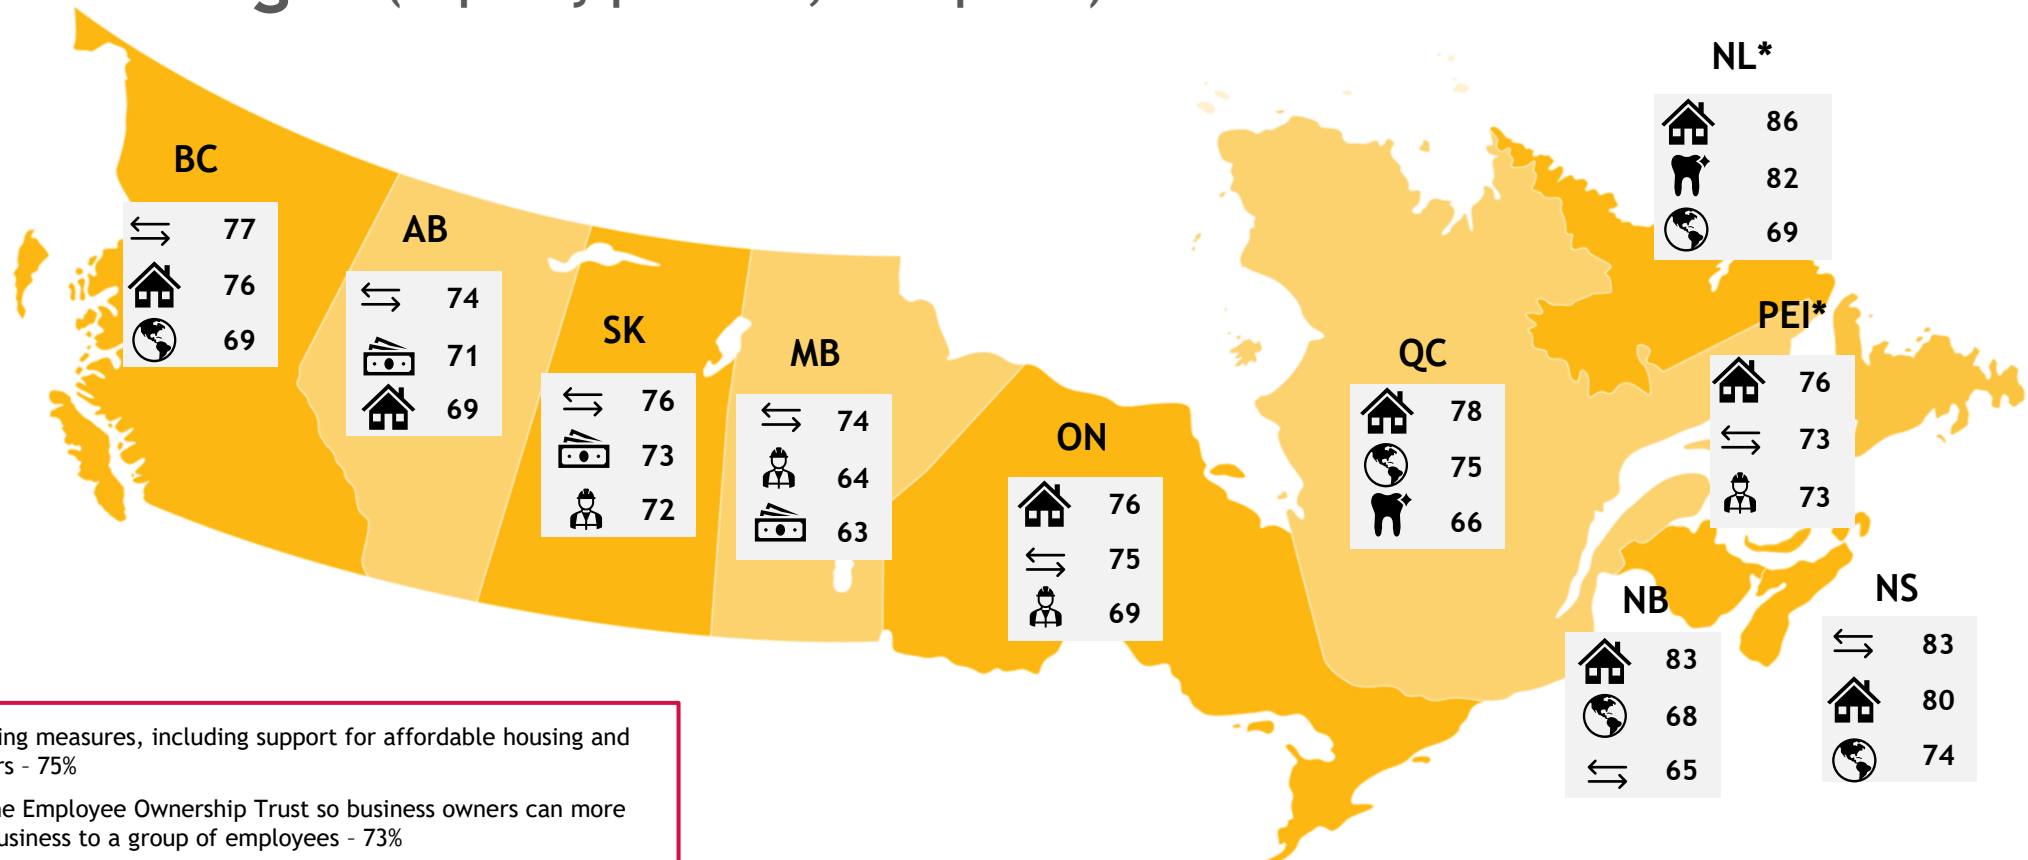 NL*
86
82
69
BC
77
76
69
AB
74
71
69
SK
76
73
72
MB
74
64
63
ON
76
75
69
QC
78
75
66
PEI*
76
73
73
NB
83
68
65
NS
83
80
74
ing measures, including support for affordable housing and
rs - 75%
ne Employee Ownership Trust so business owners can more
usiness to a group of employees - 73%